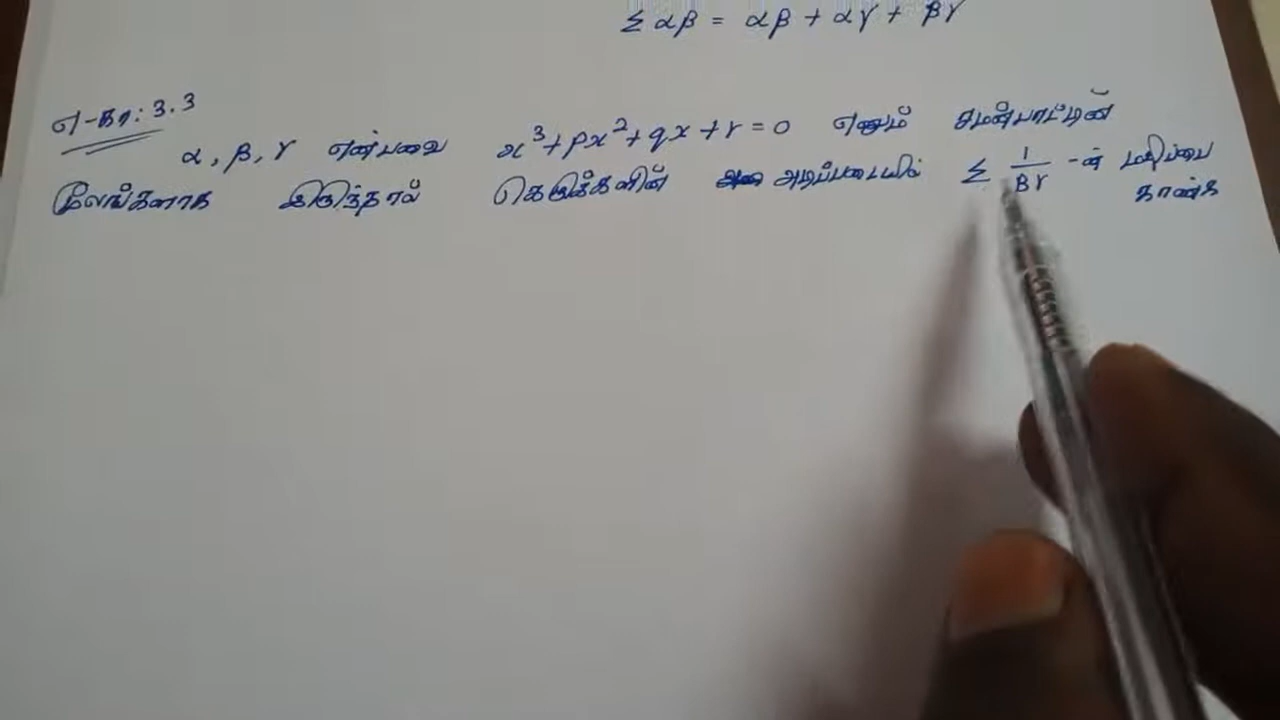 Σ αβ = αβ + αγ + βγ
எ-கா: 3.3
α, β, γ என்பவை x³+px²+qx+r=0 எனும் சமன்பாட்டின்
மூலங்களாக இருந்தால் கெழுக்களின் அடிப்படையில் Σ 1/βγ -ன் மதிப்பை
காண்க